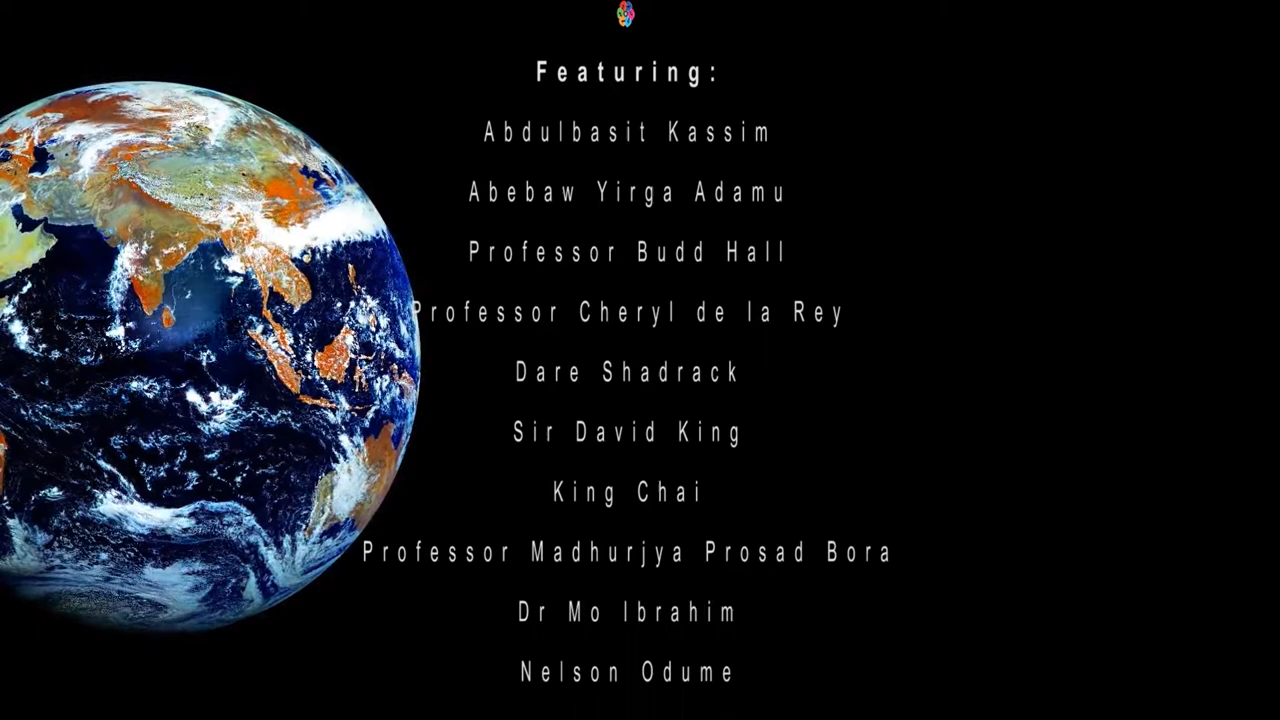 Featuring:
Abdulbasit Kassim
Abebaw Yirga Adamu
Professor Budd Hall
Professor Cheryl de la Rey
Dare Shadrack
Sir David King
King Chai
Professor Madhurjya Prosad Bora
Dr Mo Ibrahim
Nelson Odume